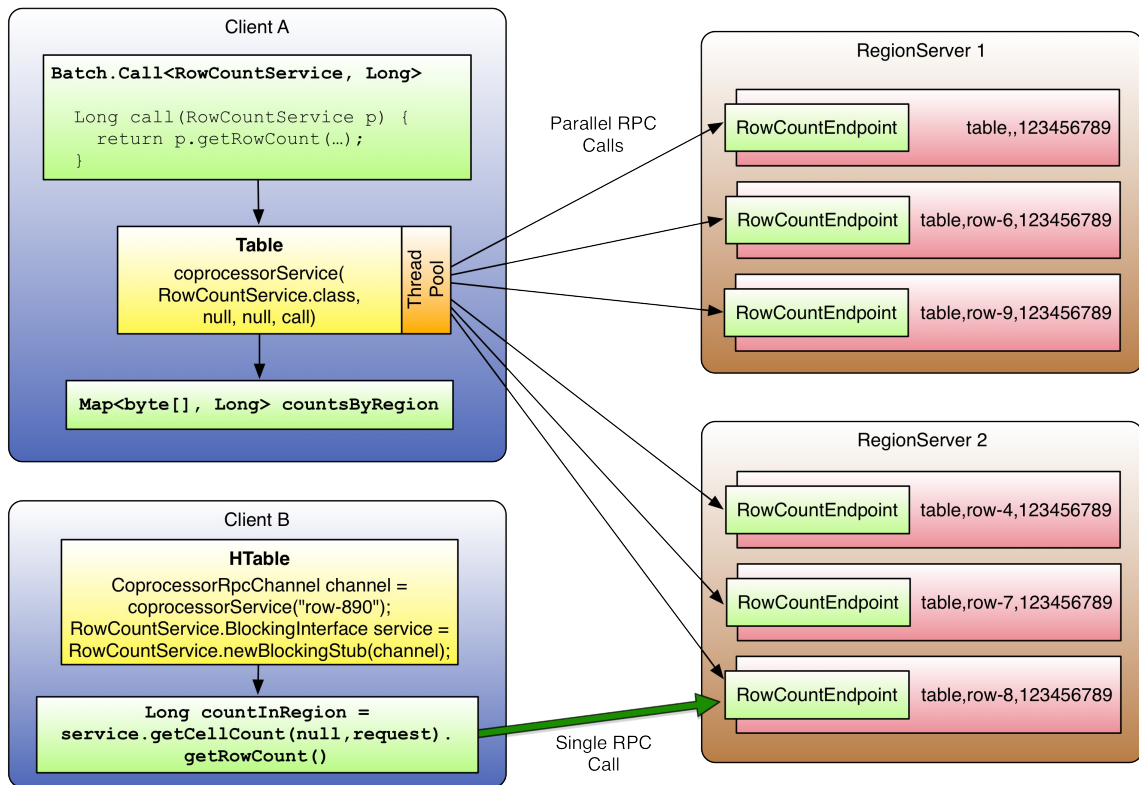 Client A
Batch.Call<RowCountService, Long>
Long call(RowCountService p) {
return p.getRowCount(…);
}
Table
coprocessorService(
RowCountService.class,
null, null, call)
Thread
Pool
Map<byte[], Long> countsByRegion
Parallel RPC
Calls
RegionServer 1
RowCountEndpoint table,,123456789
RowCountEndpoint table,row-6,123456789
RowCountEndpoint table,row-9,123456789
RegionServer 2
RowCountEndpoint table,row-4,123456789
RowCountEndpoint table,row-7,123456789
RowCountEndpoint table,row-8,123456789
Client B
HTable
CoprocessorRpcChannel channel =
coprocessorService("row-890");
RowCountService.BlockingInterface service =
RowCountService.newBlockingStub(channel);
Long countInRegion =
service.getCellCount(null,request).
getRowCount()
Single RPC
Call